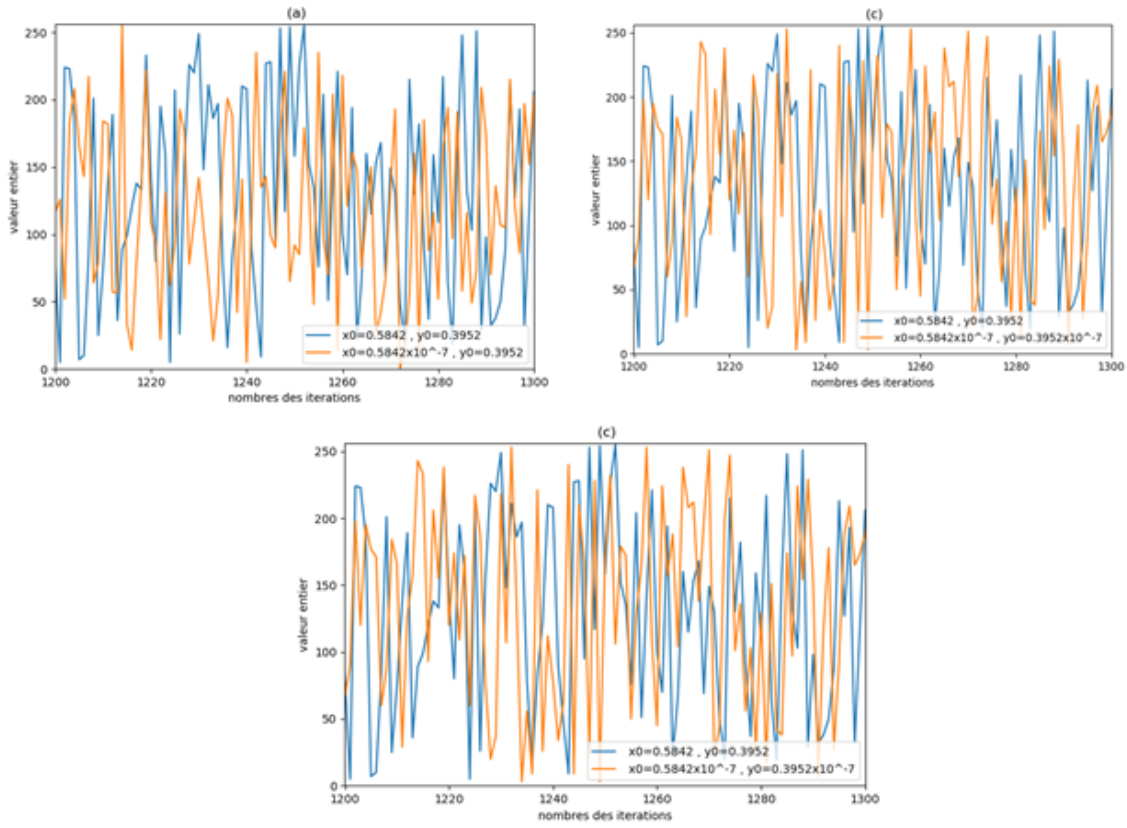 (a)
250
200
150
100
50
0
valeur entier
x0=0.5842 , y0=0.3952
x0=0.5842x10^-7 , y0=0.3952
1200 1220 1240 1260 1280 1300
nombres des iterations
(c)
250
200
150
100
50
0
valeur entier
x0=0.5842 , y0=0.3952
x0=0.5842x10^-7 , y0=0.3952x10^-7
1200 1220 1240 1260 1280 1300
nombres des iterations
(c)
250
200
150
100
50
0
valeur entier
x0=0.5842 , y0=0.3952
x0=0.5842x10^-7 , y0=0.3952x10^-7
1200 1220 1240 1260 1280 1300
nombres des iterations